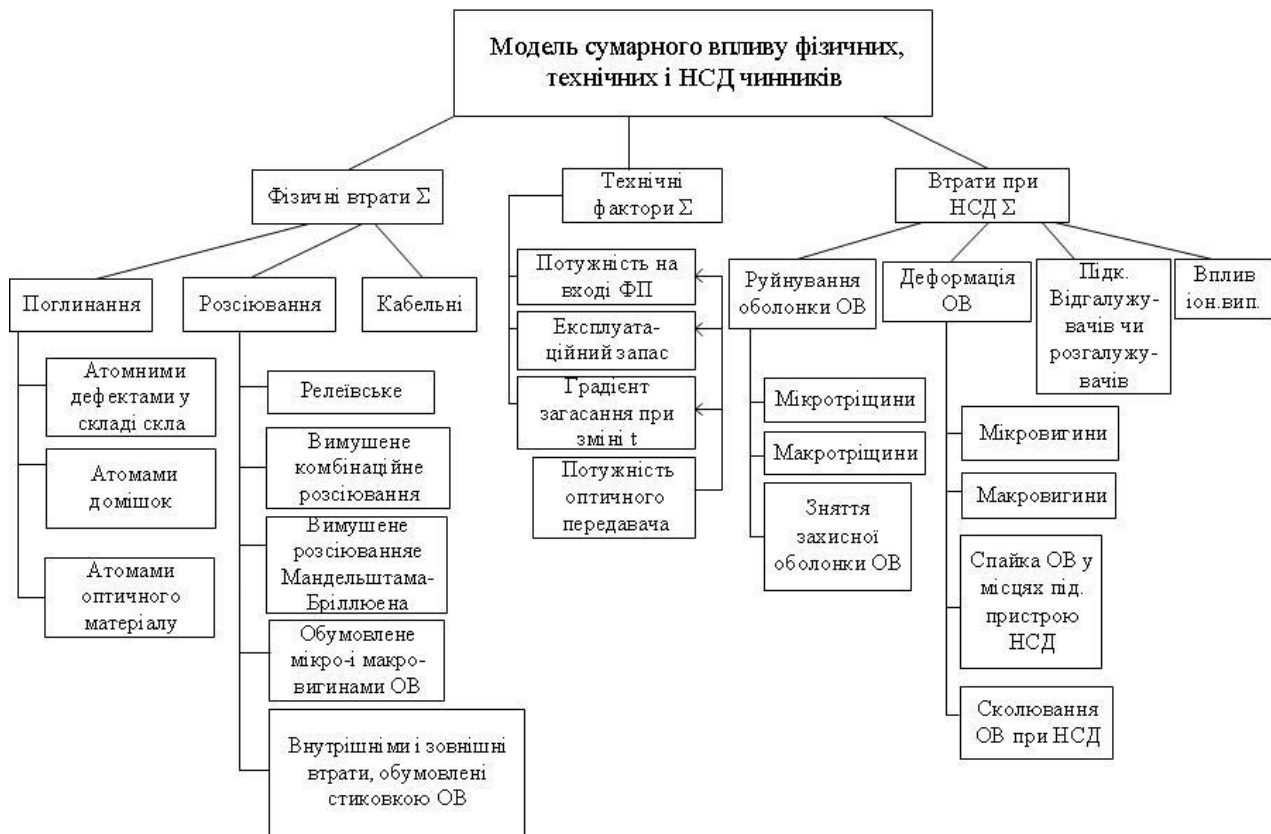 Модель сумарного впливу фізичних,
технічних і НСД чинників
Фізичні втрати Σ
Технічні
фактори Σ
Втрати при
НСД Σ
Поглинання
Розсіювання
Кабельні
Потужність на
вході ФП
Експлуата-
ційний запас
Градієнт
загасання при
зміні t
Потужність
оптичного
передавача
Руйнування
оболонки ОВ
Деформація
ОВ
Підк.
Відгалужу-
вачів чи
розгалужу-
вачів
Вплив
іон.вип.
Атомними
дефектами у
складі скла
Атомами
домішок
Атомами
оптичного
матеріалу
Релеївське
Вимушене
комбінаційне
розсіювання
Вимушене
розсіюванняе
Мандельштама-
Бріллюена
Обумовлене
мікро-і макро-
вигинами ОВ
Внутрішніми і зовнішні
втрати, обумовлені
стиковкою ОВ
Мікротріщини
Макротріщини
Зняття
захисної
оболонки ОВ
Мікровигини
Макровигини
Спайка ОВ у
місцях під.
пристрою
НСД
Сколювання
ОВ при НСД